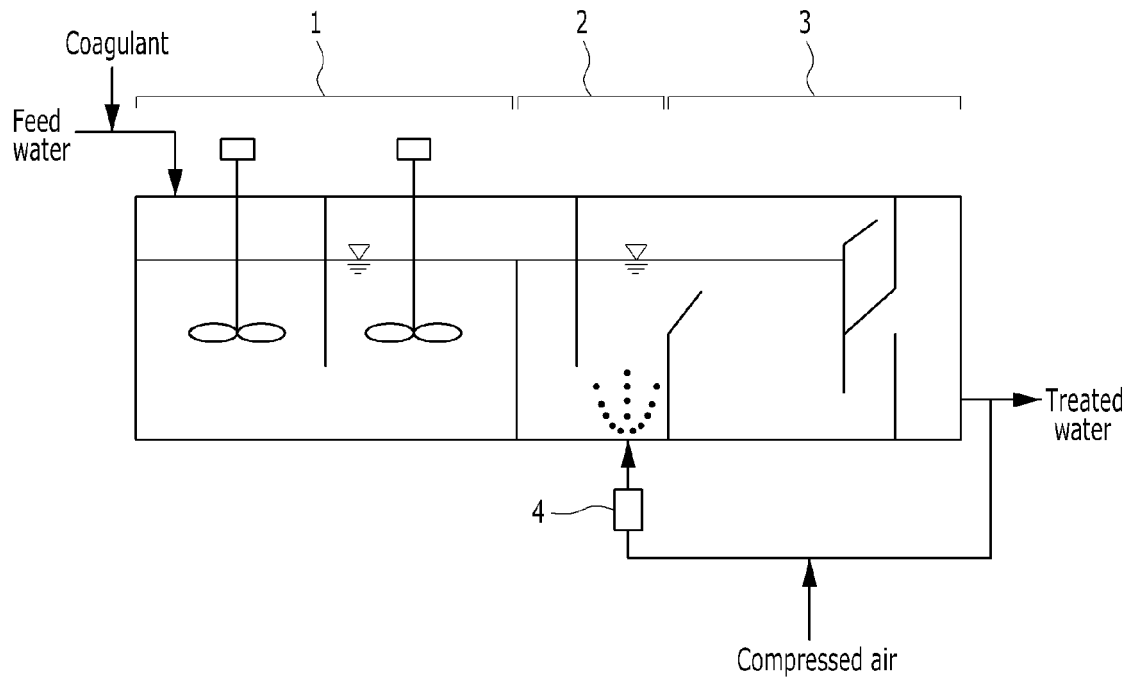 1
2
3
Coagulant
Feed
water
4
Treated
water
Compressed air